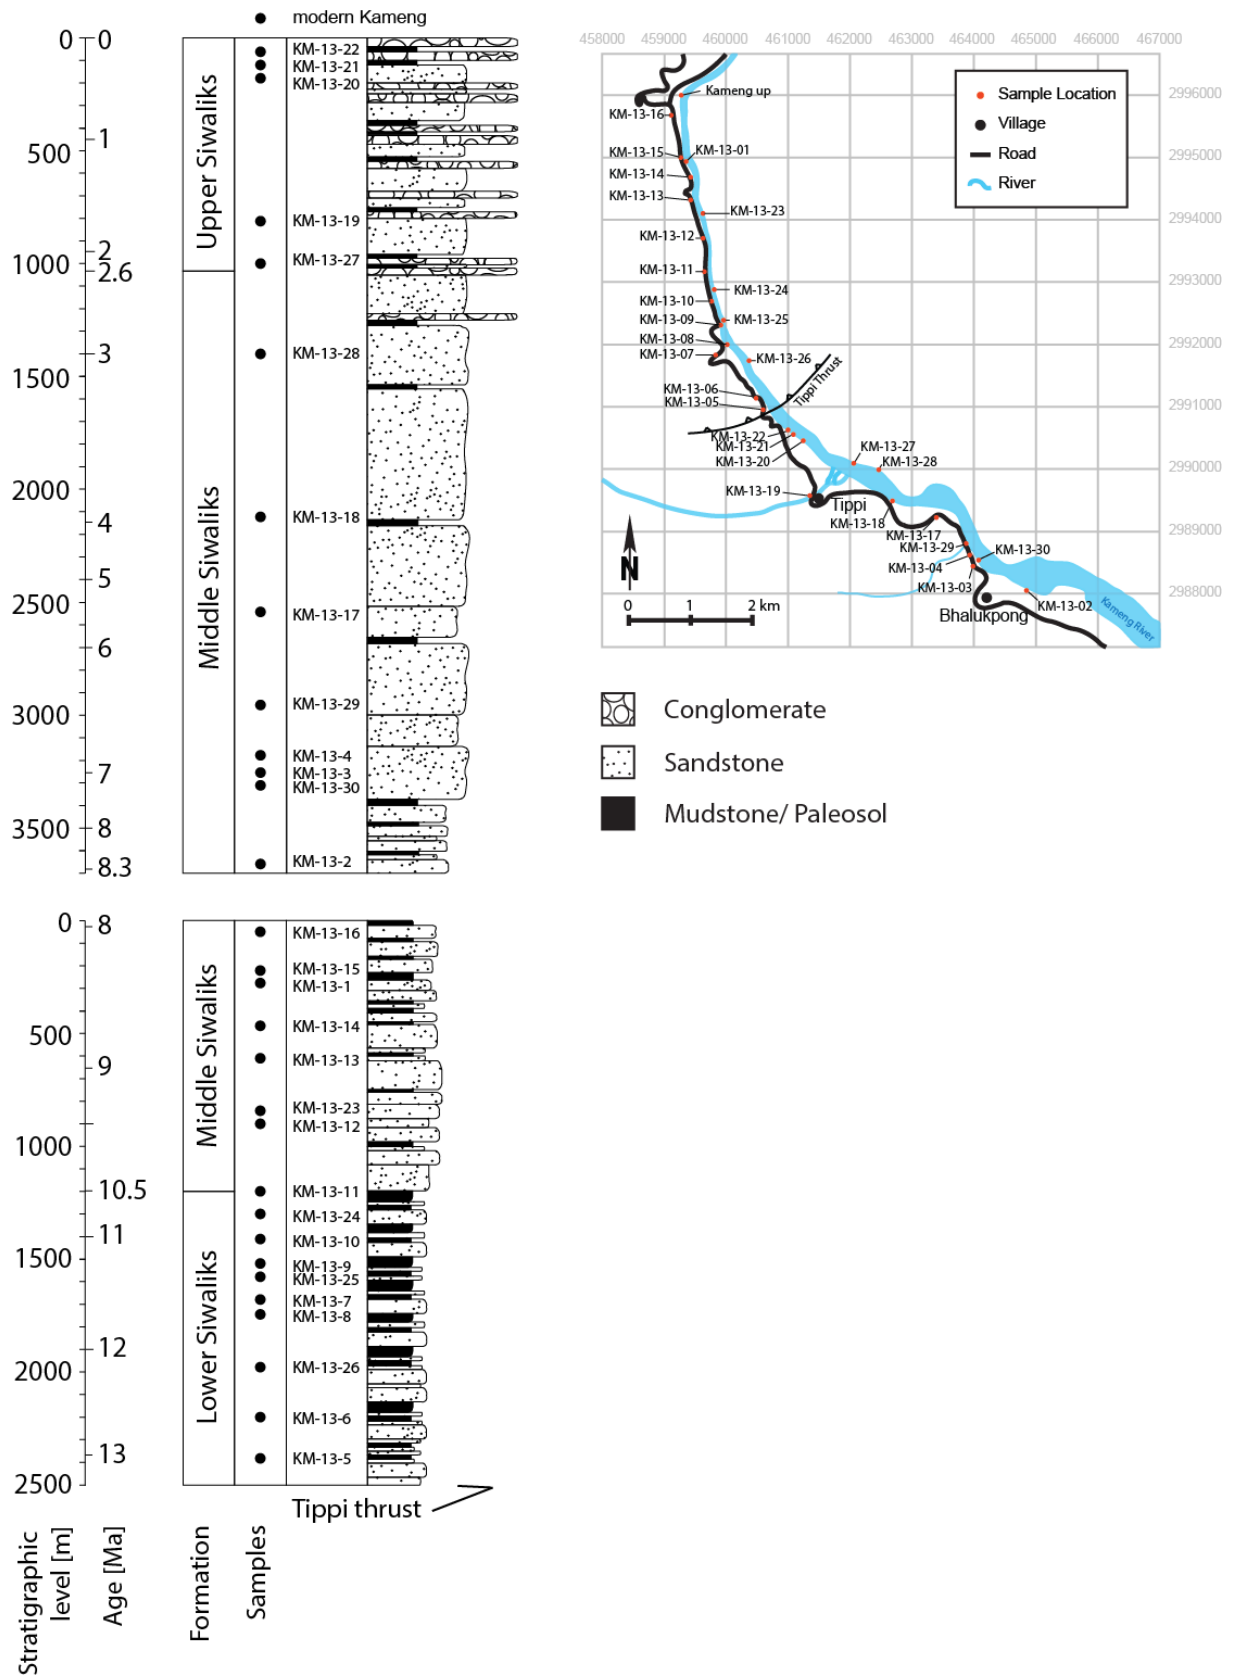 modern Kameng
0
0
KM-13-22
KM-13-21
KM-13-20
1
500
Upper Siwaliks
KM-13-19
2
KM-13-27
1000
2.6
3
KM-13-28
1500
2000
KM-13-18
4
Middle Siwaliks
5
2500
KM-13-17
6
KM-13-29
3000
KM-13-4
7
KM-13-3
KM-13-30
3500
8
KM-13-2
8.3
0
8
KM-13-16
KM-13-15
KM-13-1
KM-13-14
500
KM-13-13
9
Middle Siwaliks
KM-13-23
KM-13-12
1000
10.5
KM-13-11
KM-13-24
11
KM-13-10
1500
KM-13-9
KM-13-25
KM-13-7
KM-13-8
Lower Siwaliks
12
2000
KM-13-26
KM-13-6
13
KM-13-5
2500
Tippi thrust
Stratigraphic
level [m]
Age [Ma]
Formation
Samples
458000 459000 460000 461000 462000 463000 464000 465000 466000 467000
2996000
2995000
2994000
2993000
2992000
2991000
2990000
2989000
2988000
Sample Location
Village
Road
River
Kameng up
KM-13-16
KM-13-15
KM-13-01
KM-13-14
KM-13-13
KM-13-23
KM-13-12
KM-13-11
KM-13-24
KM-13-10
KM-13-09
KM-13-25
KM-13-08
KM-13-07
KM-13-26
Tippi Thrust
KM-13-06
KM-13-05
KM-13-22
KM-13-21
KM-13-20
KM-13-27
KM-13-28
KM-13-19
Tippi
KM-13-18
KM-13-17
KM-13-29
KM-13-30
KM-13-04
KM-13-03
KM-13-02
Bhalukpong
Kameng River
N
0 1 2 km
Conglomerate
Sandstone
Mudstone/ Paleosol